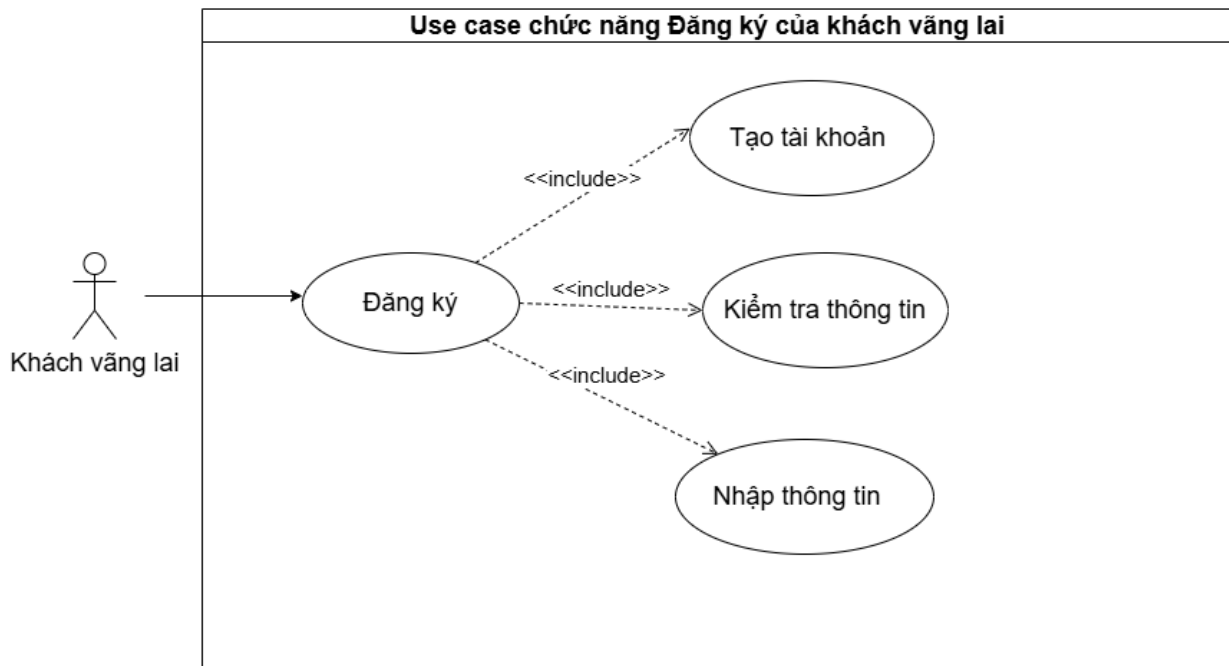 Use case chức năng Đăng ký của khách vãng lai
Tạo tài khoản
<<include>>
Đăng ký
<<include>>
Kiểm tra thông tin
Khách vãng lai
<<include>>
Nhập thông tin